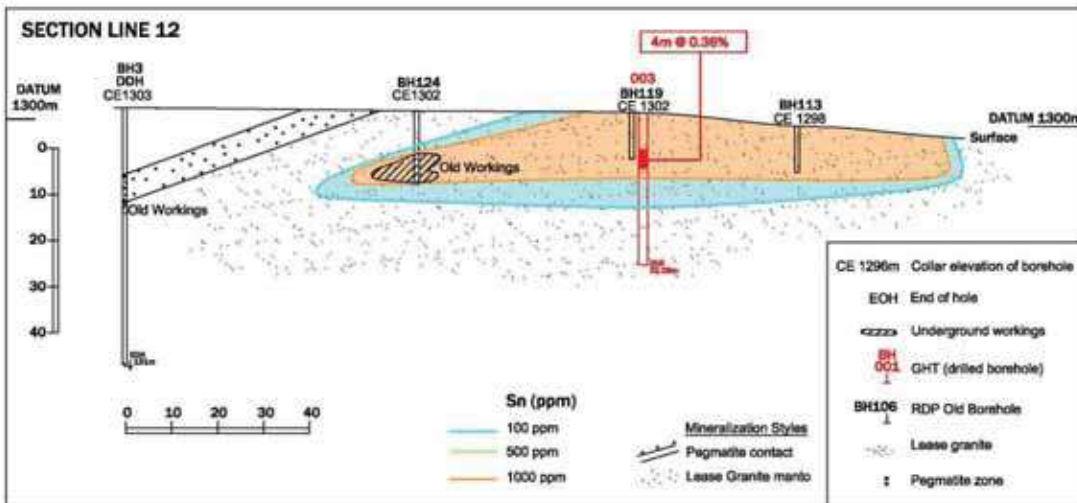 SECTION LINE 12
4m @ 0.36%
BH3
DDH
CE1303
BH124
CE1302
003
BH119
CE 1302
BH113
CE 1298
DATUM
1300m
DATUM 1300m
Surface
0
10
20
30
40
Old Workings
Old Workings
0 10 20 30 40
Sn (ppm)
100 ppm
500 ppm
1000 ppm
Mineralization Styles
Pegmatite contact
Lease Granite manto
CE 1296m Collar elevation of borehole
EOH End of hole
Underground workings
BH
001 GHT (drilled borehole)
BH106 RDP Old Borehole
Lease granite
Pegmatite zone